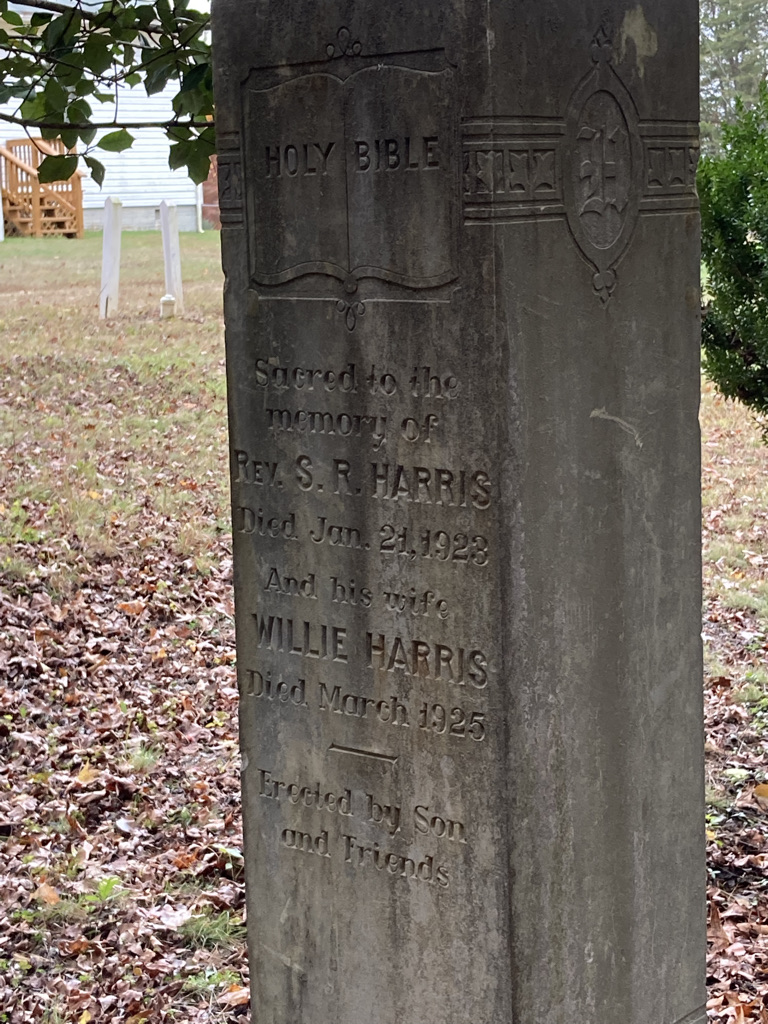 HOLY BIBLE
H
Sacred to the
memory of
REV. S. R. HARRIS
Died Jan. 21, 1923
And his wife
WILLIE HARRIS
Died March 1925
Erected by Son
and Friends